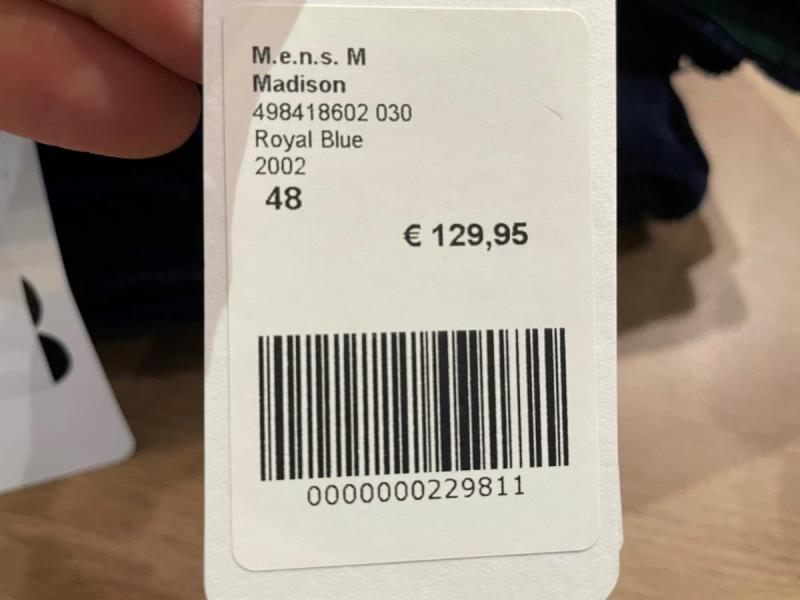 M.e.n.s. M
Madison
498418602 030
Royal Blue
2002
48
€ 129,95
0000000229811